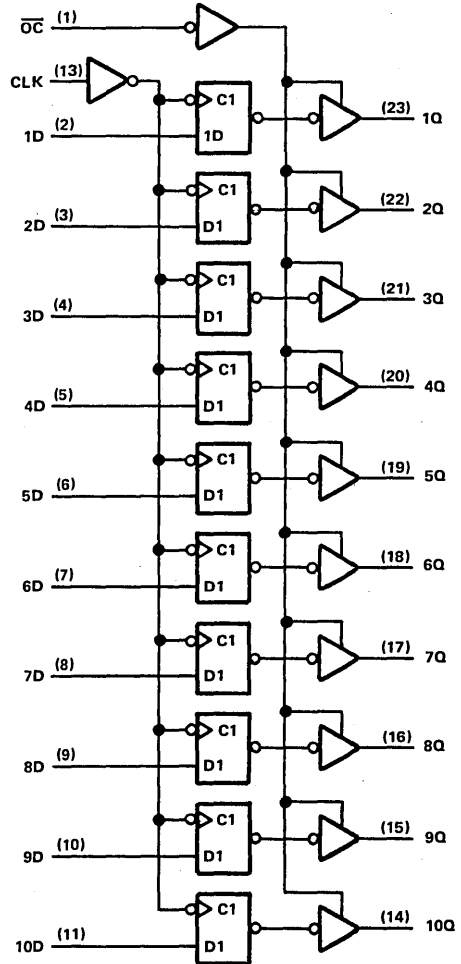 OC (1)
CLK (13)
C1
1D (2) 1D (23) 1Q
C1
2D (3) D1 (22) 2Q
C1
3D (4) D1 (21) 3Q
C1
4D (5) D1 (20) 4Q
C1
5D (6) D1 (19) 5Q
C1
6D (7) D1 (18) 6Q
C1
7D (8) D1 (17) 7Q
C1
8D (9) D1 (16) 8Q
C1
9D (10) D1 (15) 9Q
C1
10D (11) D1 (14) 10Q